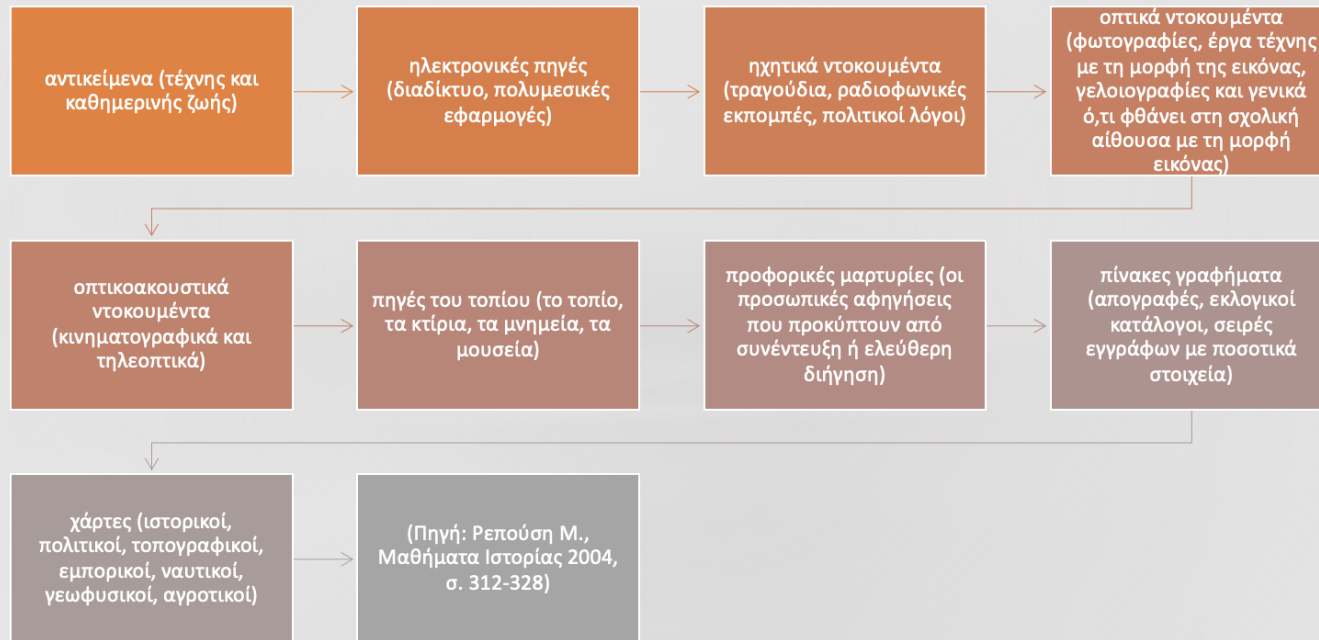 αντικείμενα (τέχνης και
καθημερινής ζωής)
ηλεκτρονικές πηγές
(διαδίκτυο, πολυμεσικές
εφαρμογές)
ηχητικά ντοκουμέντα
(τραγούδια, ραδιοφωνικές
εκπομπές, πολιτικοί λόγοι)
οπτικά ντοκουμέντα
(φωτογραφίες, έργα τέχνης
με τη μορφή της εικόνας,
γελοιογραφίες και γενικά
ό,τι φθάνει στη σχολική
αίθουσα με τη μορφή
εικόνας)
οπτικοακουστικά
ντοκουμέντα
(κινηματογραφικά και
τηλεοπτικά)
πηγές του τοπίου (το τοπίο,
τα κτίρια, τα μνημεία, τα
μουσεία)
προφορικές μαρτυρίες (οι
προσωπικές αφηγήσεις
που προκύπτουν από
συνέντευξη ή ελεύθερη
διήγηση)
πίνακες γραφήματα
(απογραφές, εκλογικοί
κατάλογοι, σειρές
εγγράφων με ποσοτικά
στοιχεία)
χάρτες (ιστορικοί,
πολιτικοί, τοπογραφικοί,
εμπορικοί, ναυτικοί,
γεωφυσικοί, αγροτικοί)
(Πηγή: Ρεπούση Μ.,
Μαθήματα Ιστορίας 2004,
σ. 312-328)